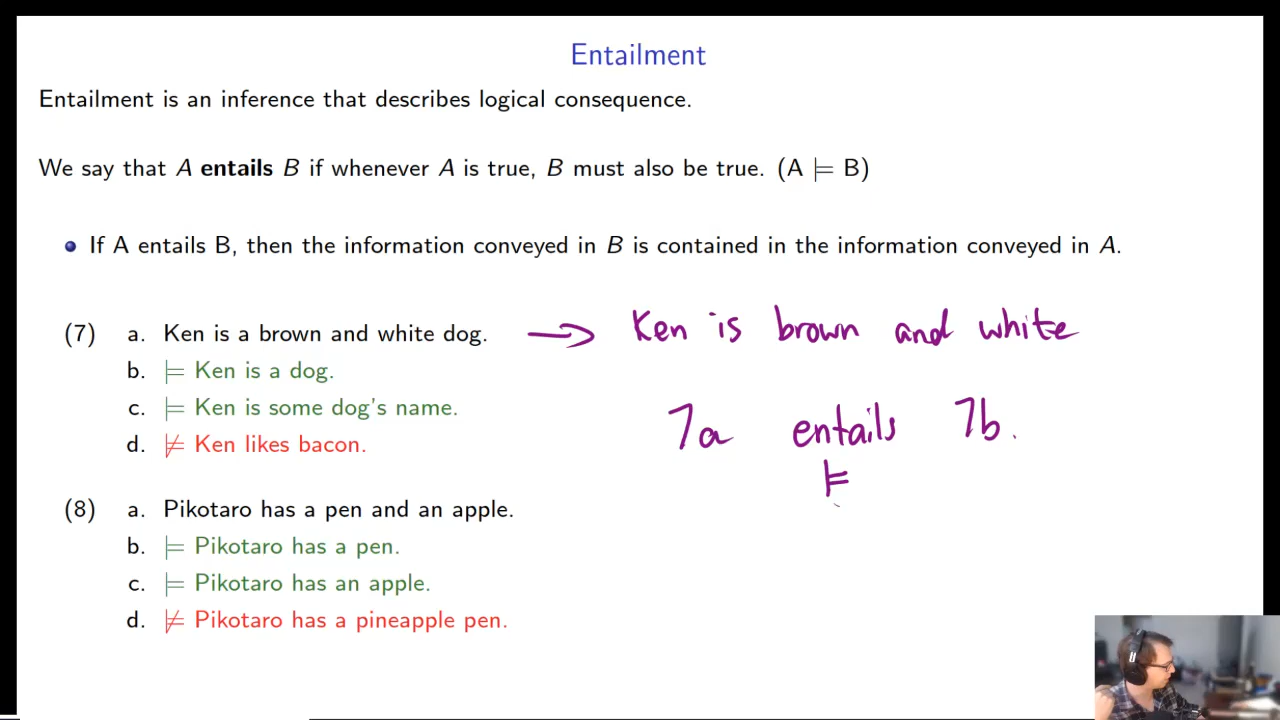 Entailment
Entailment is an inference that describes logical consequence.
We say that A entails B if whenever A is true, B must also be true. (A ⊨ B)
If A entails B, then the information conveyed in B is contained in the information conveyed in A.
(7) a. Ken is a brown and white dog. → Ken is brown and white
b. ⊨ Ken is a dog.
c. ⊨ Ken is some dog's name.
7a entails 7b.
d. ⊭ Ken likes bacon.
⊨
(8) a. Pikotaro has a pen and an apple.
b. ⊨ Pikotaro has a pen.
c. ⊨ Pikotaro has an apple.
d. ⊭ Pikotaro has a pineapple pen.